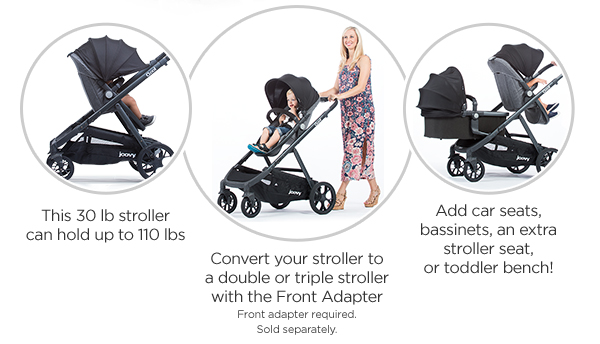 joovy
joovy
joovy
This 30 lb stroller
can hold up to 110 lbs
Convert your stroller to
a double or triple stroller
with the Front Adapter
Front adapter required.
Sold separately.
Add car seats,
bassinets, an extra
stroller seat,
or toddler bench!